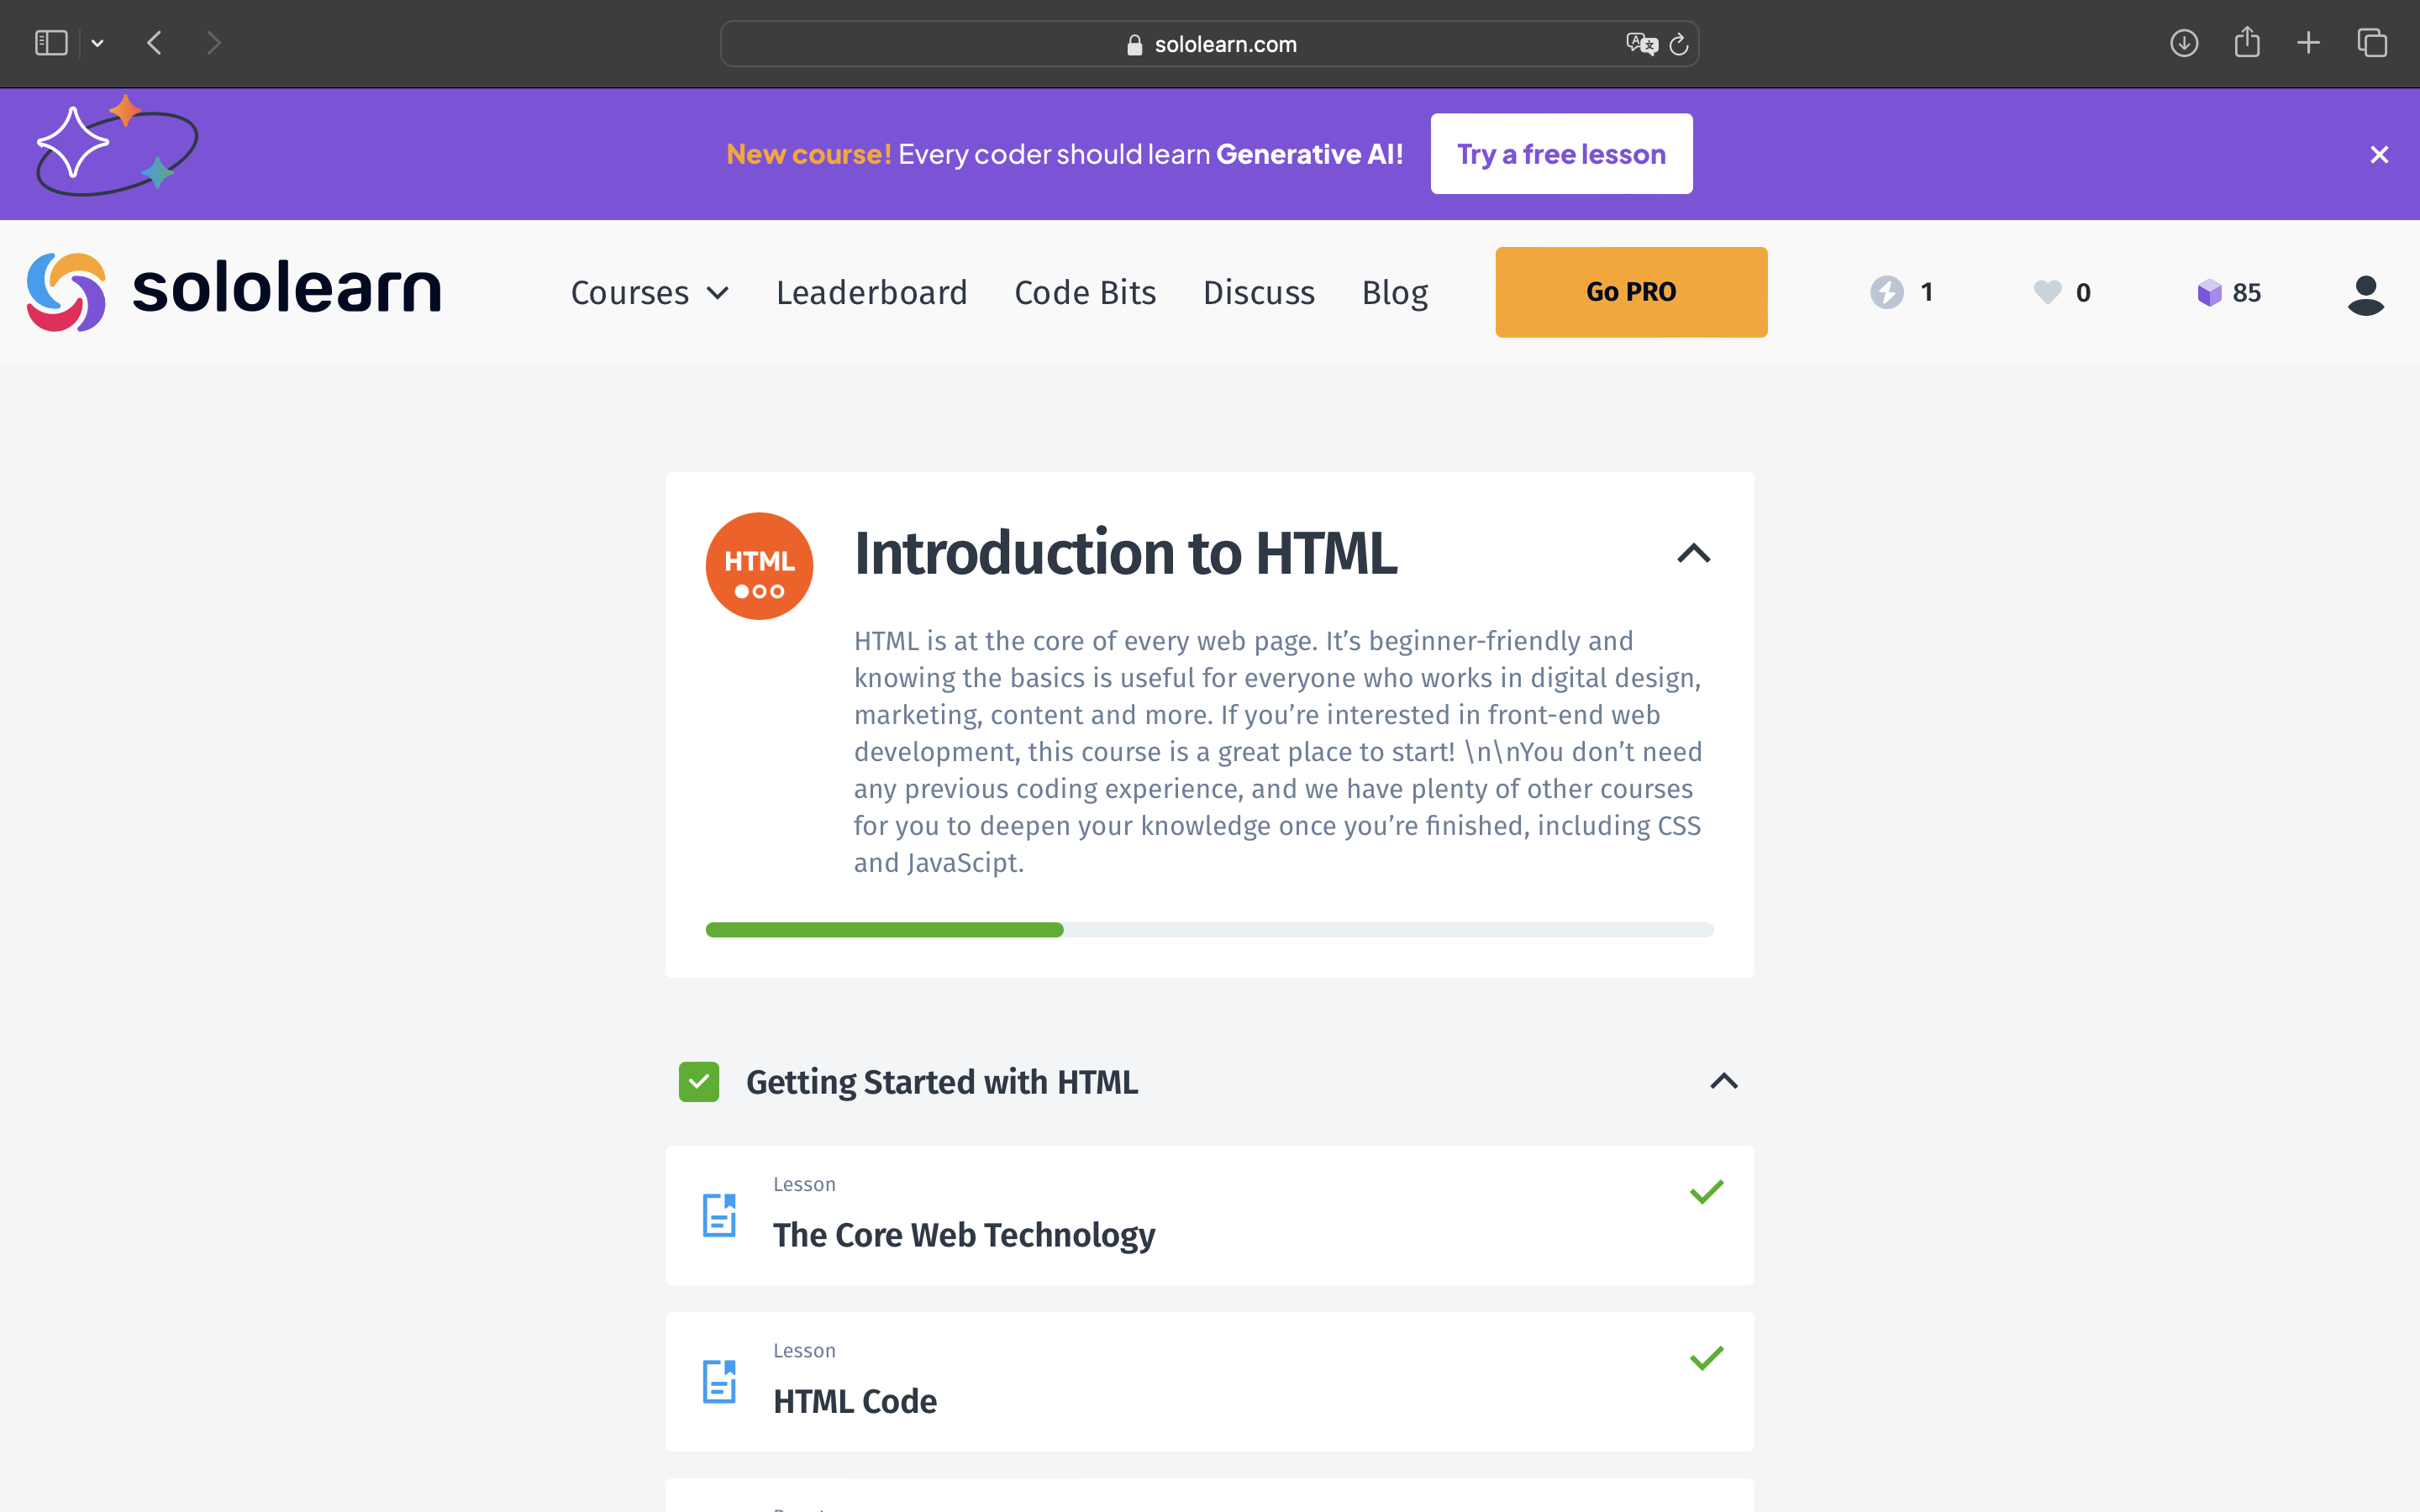 sololearn.com
New course! Every coder should learn Generative AI!
Try a free lesson
sololearn
Courses
Leaderboard
Code Bits
Discuss
Blog
Go PRO
1
0
85
HTML
Introduction to HTML
HTML is at the core of every web page. It’s beginner-friendly and
knowing the basics is useful for everyone who works in digital design,
marketing, content and more. If you’re interested in front-end web
development, this course is a great place to start! \n\nYou don’t need
any previous coding experience, and we have plenty of other courses
for you to deepen your knowledge once you’re finished, including CSS
and JavaScipt.
Getting Started with HTML
Lesson
The Core Web Technology
Lesson
HTML Code